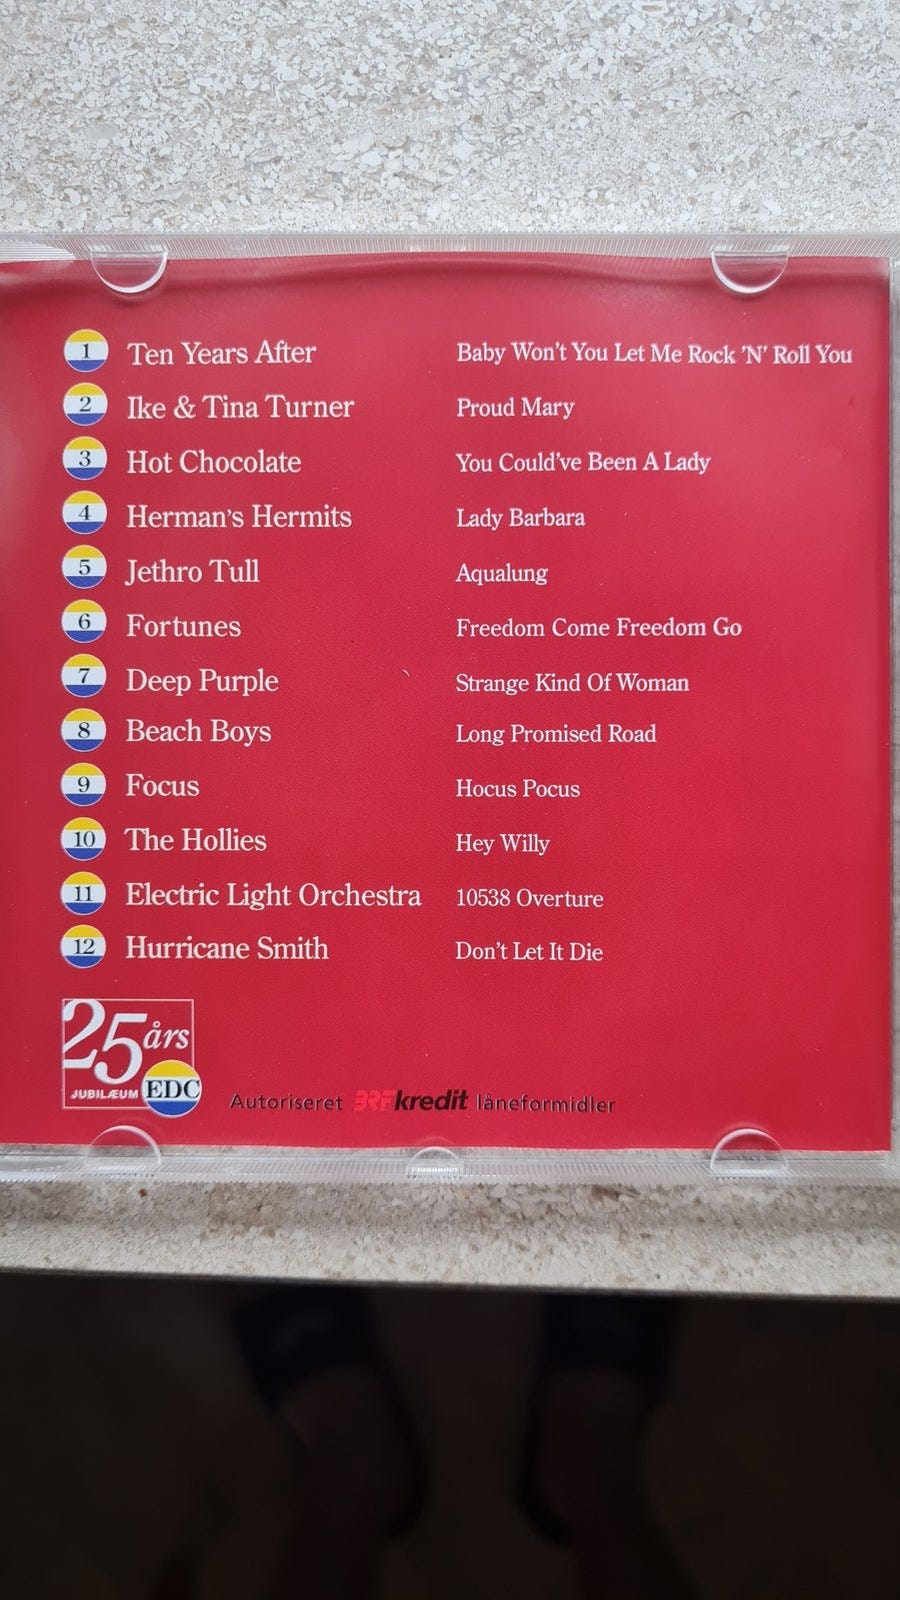 1 Ten Years After Baby Won't You Let Me Rock 'N' Roll You
2 Ike & Tina Turner Proud Mary
3 Hot Chocolate You Could've Been A Lady
4 Herman's Hermits Lady Barbara
5 Jethro Tull Aqualung
6 Fortunes Freedom Come Freedom Go
7 Deep Purple Strange Kind Of Woman
8 Beach Boys Long Promised Road
9 Focus Hocus Pocus
10 The Hollies Hey Willy
11 Electric Light Orchestra 10538 Overture
12 Hurricane Smith Don't Let It Die
25 års
JUBILÆUM EDC
Autoriseret BRFkredit låneformidler